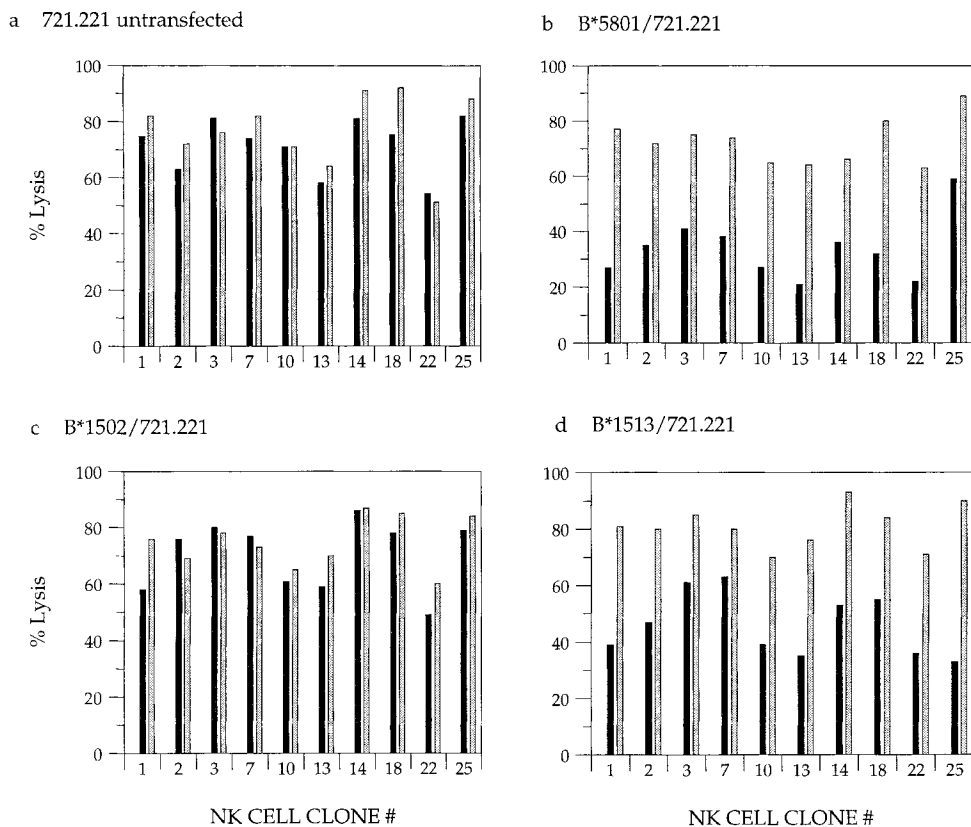 a 721.221 untransfected
% Lysis
100
80
60
40
20
0
1 2 3 7 10 13 14 18 22 25
b B*5801/721.221
100
80
60
40
20
0
1 2 3 7 10 13 14 18 22 25
c B*1502/721.221
% Lysis
100
80
60
40
20
0
1 2 3 7 10 13 14 18 22 25
NK CELL CLONE #
d B*1513/721.221
100
80
60
40
20
0
1 2 3 7 10 13 14 18 22 25
NK CELL CLONE #